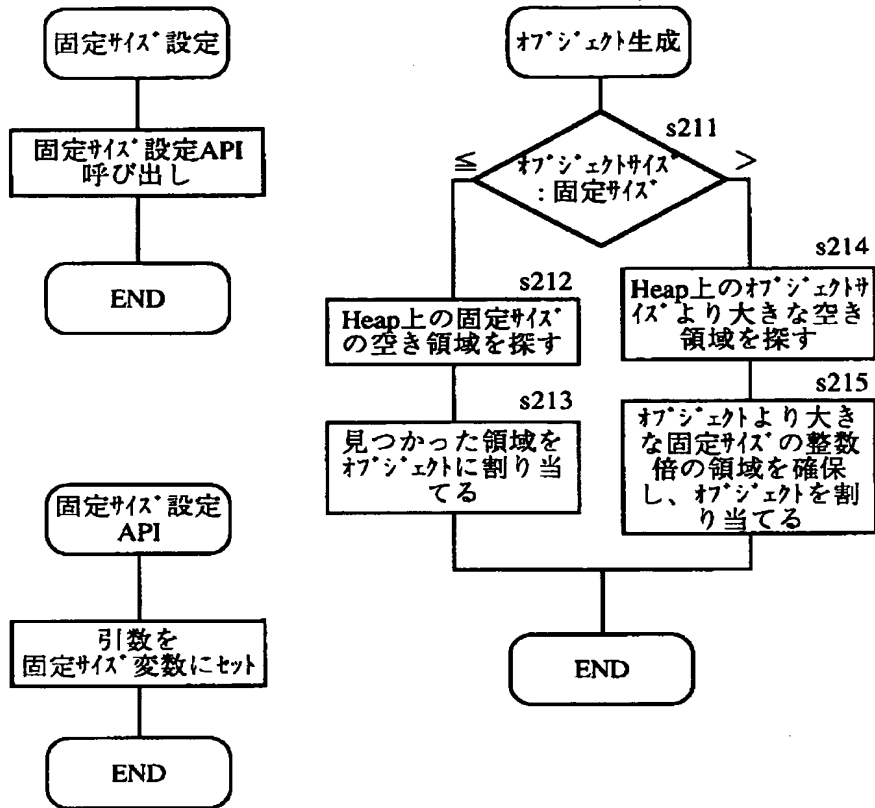 固定ｻｲｽﾞ設定
固定ｻｲｽﾞ設定API
呼び出し
END
固定ｻｲｽﾞ設定
API
引数を
固定ｻｲｽﾞ変数にｾｯﾄ
END
ｵﾌﾞｼﾞｪｸﾄ生成
s211
ｵﾌﾞｼﾞｪｸﾄｻｲｽﾞ
：固定ｻｲｽﾞ
≦
＞
s212
Heap上の固定ｻｲｽﾞ
の空き領域を探す
s213
見つかった領域を
ｵﾌﾞｼﾞｪｸﾄに割り当
てる
s214
Heap上のｵﾌﾞｼﾞｪｸﾄｻ
ｲｽﾞより大きな空き
領域を探す
s215
ｵﾌﾞｼﾞｪｸﾄより大き
な固定ｻｲｽﾞの整数
倍の領域を確保
し、ｵﾌﾞｼﾞｪｸﾄを割
り当てる
END